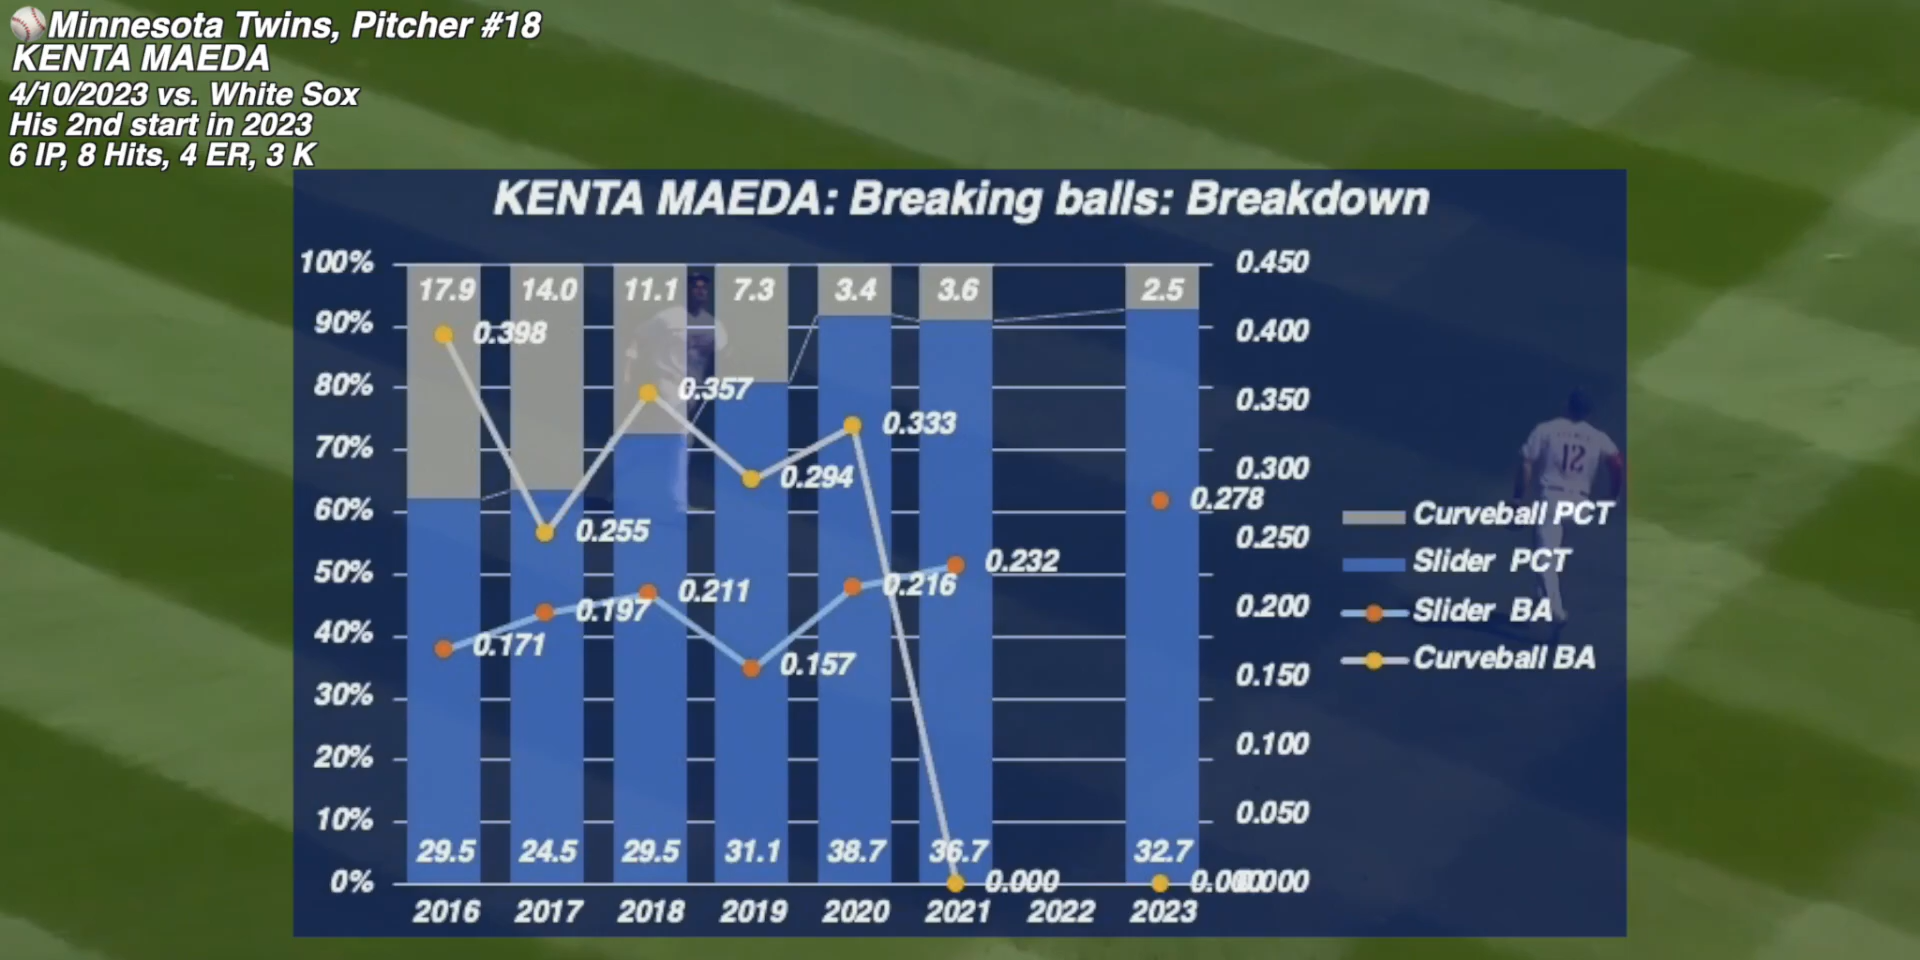 Minnesota Twins, Pitcher #18
KENTA MAEDA
4/10/2023 vs. White Sox
His 2nd start in 2023
6 IP, 8 Hits, 4 ER, 3 K
KENTA MAEDA: Breaking balls: Breakdown
100% 17.9 14.0 11.1 7.3 3.4 3.6 2.5 0.450
90% 0.398 0.400
80% 0.357 0.350
70% 0.333
0.294 0.300
60% 0.278
0.255 0.250
50% 0.232
0.211 0.216 0.200
0.197
40% 0.171 0.157 0.150
30%
20% 0.100
10% 0.050
29.5 24.5 29.5 31.1 38.7 36.7 32.7
0% 0.000 0.000 0.000
2016 2017 2018 2019 2020 2021 2022 2023
Curveball PCT
Slider PCT
Slider BA
Curveball BA
12